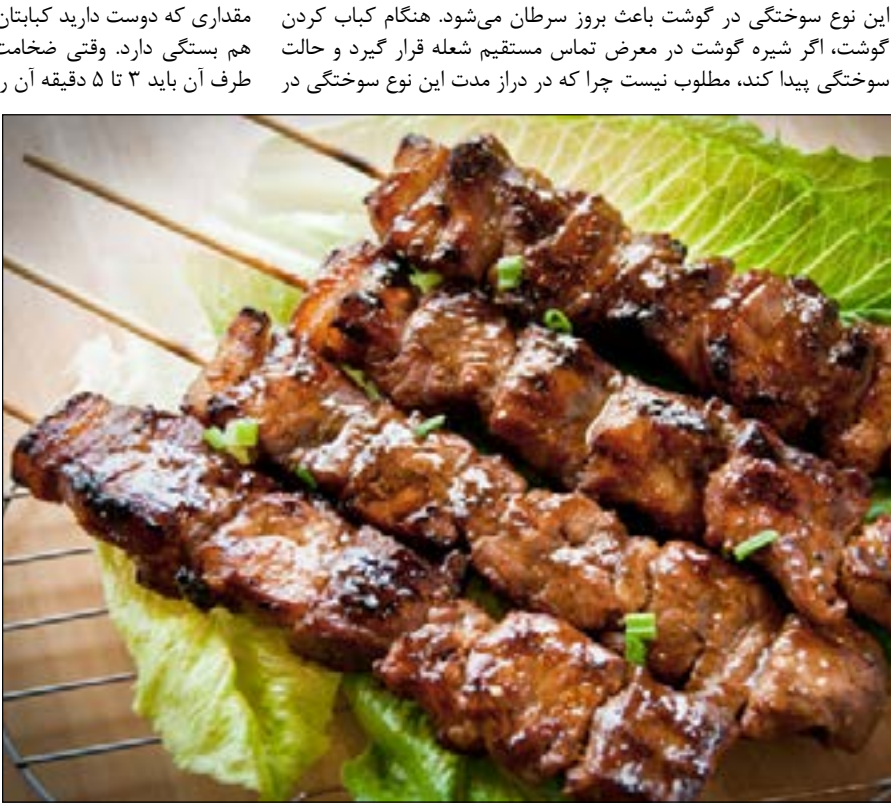 این نوع سوختگی در گوشت باعث بروز سرطان می‌شود. هنگام کباب کردن
گوشت، اگر شیره گوشت در معرض تماس مستقیم شعله قرار گیرد و حالت
سوختگی پیدا کند، مطلوب نیست چرا که در دراز مدت این نوع سوختگی در
مقداری که دوست دارید کبابتان
هم بستگی دارد. وقتی ضخامت
طرف آن باید ۳ تا ۵ دقیقه آن